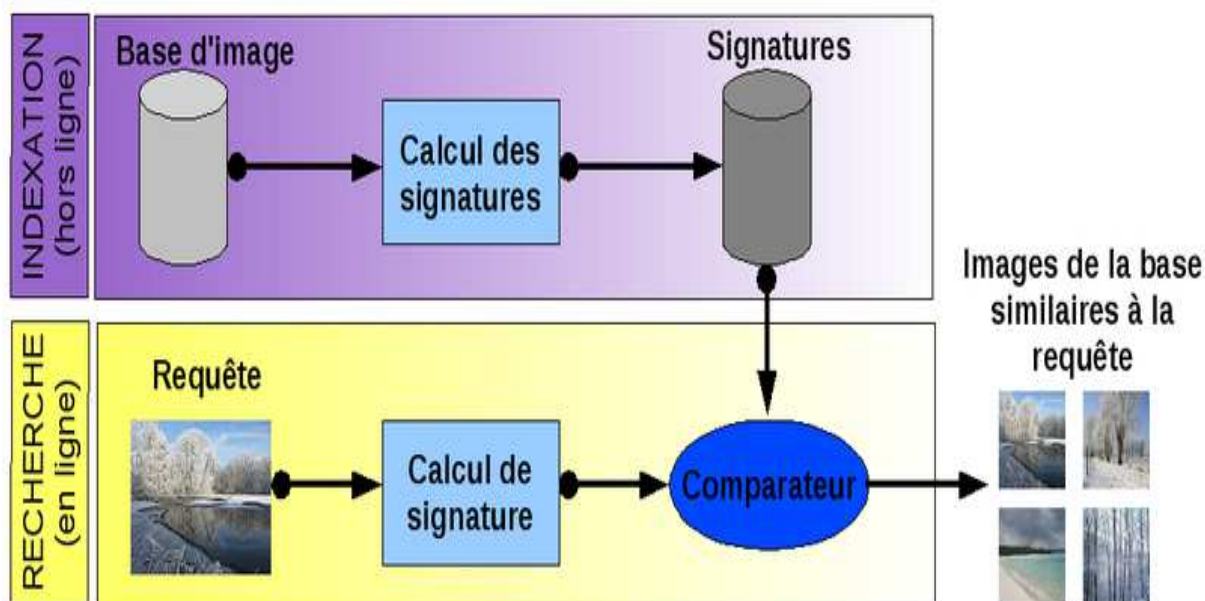 INDEXATION
(hors ligne)
Base d'image
Calcul des
signatures
Signatures
RECHERCHE
(en ligne)
Requête
Calcul de
signature
Comparateur
Images de la base
similaires à la
requête